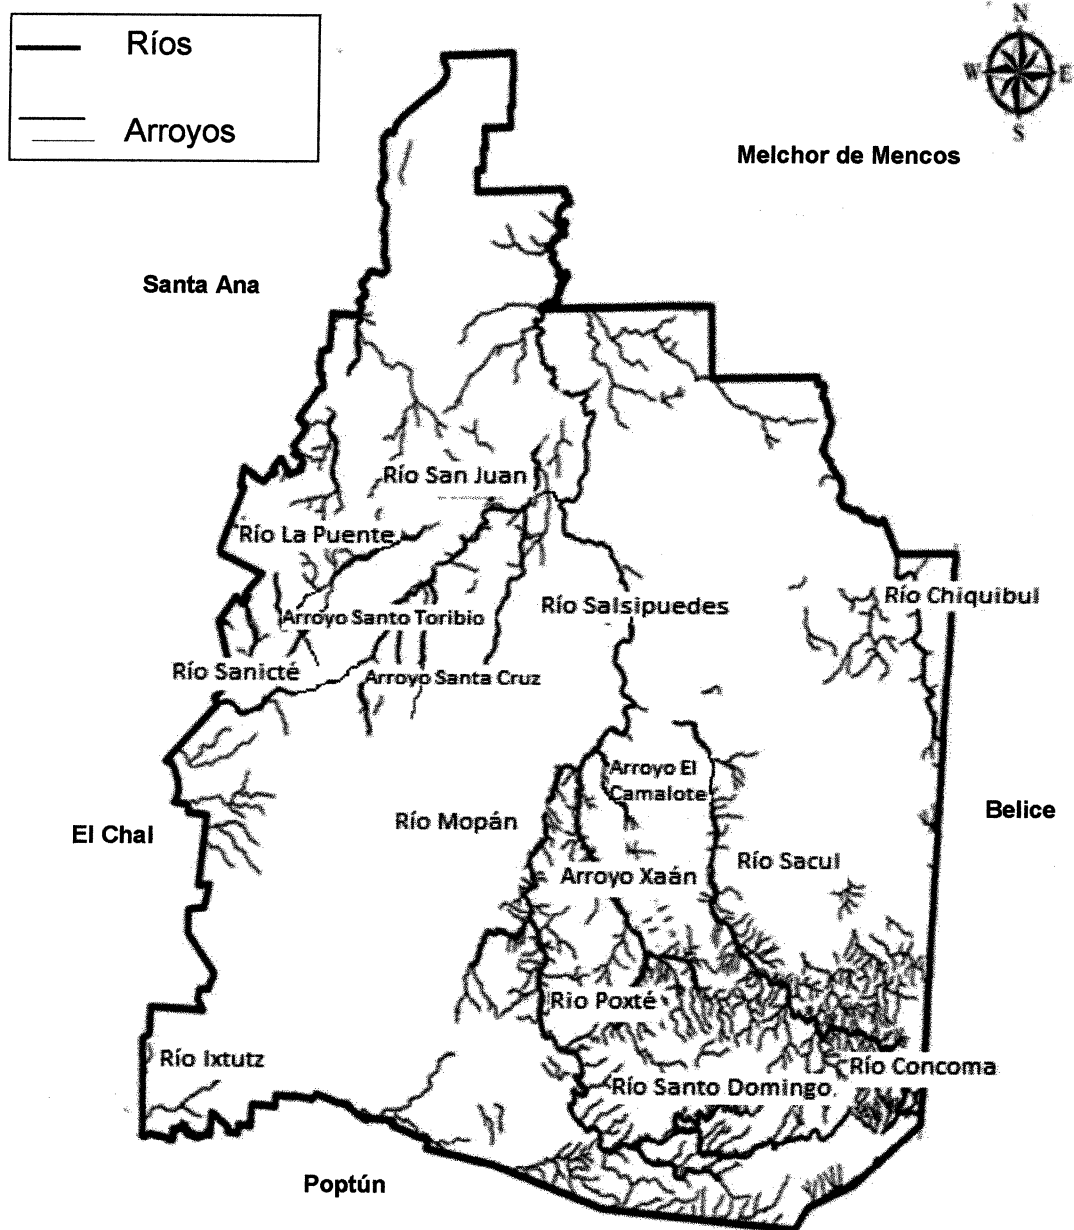 Ríos
Arroyos
N
W
E
S
Melchor de Mencos
Santa Ana
Río San Juan
Río La Puente
Río Chiquibul
Río Salsipuedes
Arroyo Santo Toribio
Río Sanicté
Arroyo Santa Cruz
Arroyo El
Camalote
Río Mopán
Belice
El Chal
Río Sacul
Arroyo Xaán
Rio Poxté
Río Ixtutz
Río Concoma
Río Santo Domingo
Poptún